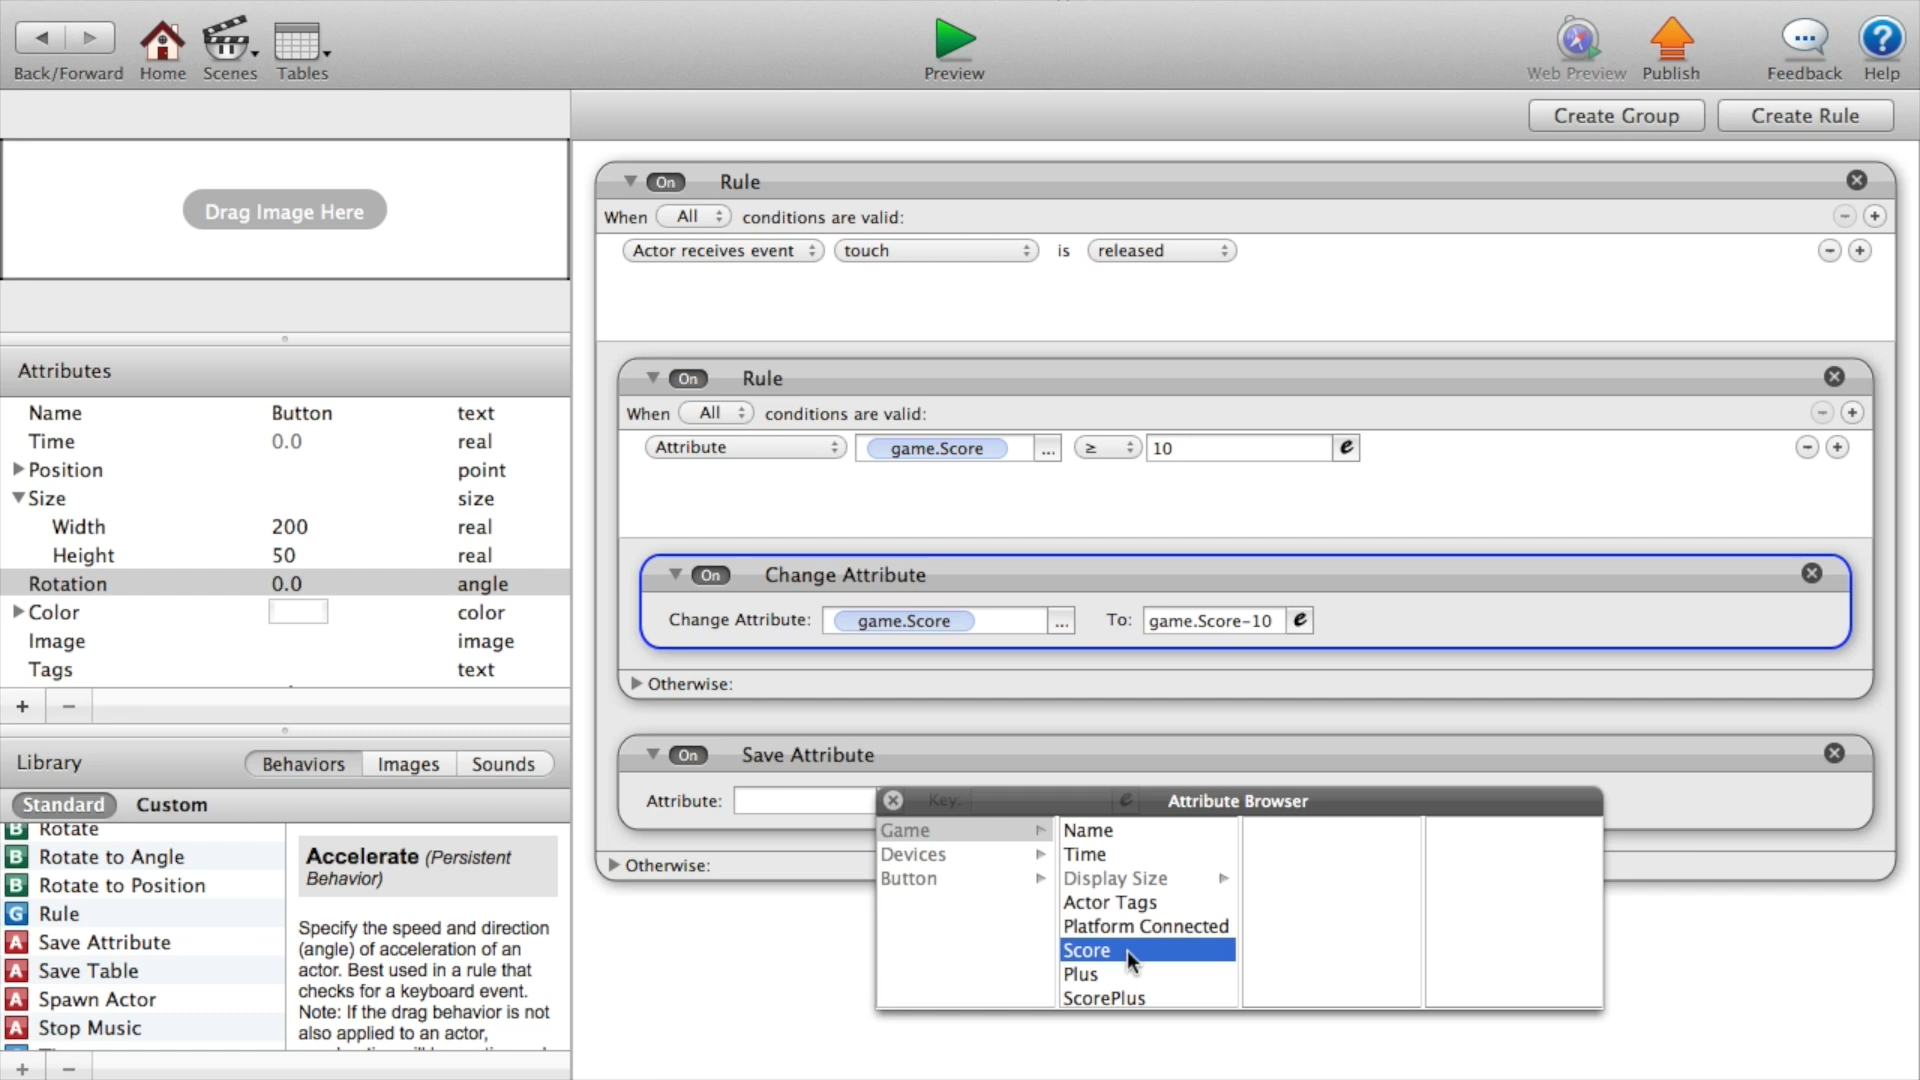 Back/Forward
Home
Scenes
Tables
Preview
Web Preview
Publish
Feedback
Help
Create Group
Create Rule
Drag Image Here
Attributes
Name Button text
Time 0.0 real
Position point
Size size
Width 200 real
Height 50 real
Rotation 0.0 angle
Color color
Image image
Tags text
+ −
Library
Behaviors Images Sounds
Standard Custom
B Rotate
B Rotate to Angle
B Rotate to Position
G Rule
A Save Attribute
A Save Table
A Spawn Actor
A Stop Music
Accelerate (Persistent
Behavior)
Specify the speed and direction
(angle) of acceleration of an
actor. Best used in a rule that
checks for a keyboard event.
Note: If the drag behavior is not
also applied to an actor,
+ −
On Rule
When All conditions are valid:
Actor receives event touch is released
On Rule
When All conditions are valid:
Attribute game.Score ... ≥ 10 e
On Change Attribute
Change Attribute: game.Score ... To: game.Score-10 e
Otherwise:
On Save Attribute
Attribute: Key: e
Otherwise:
Attribute Browser
Game
Devices
Button
Name
Time
Display Size
Actor Tags
Platform Connected
Score
Plus
ScorePlus